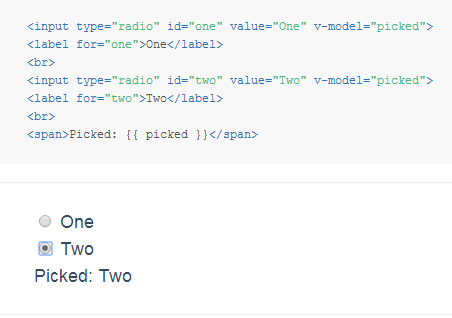 <input type="radio" id="one" value="One" v-model="picked">
<label for="one">One</label>
<br>
<input type="radio" id="two" value="Two" v-model="picked">
<label for="two">Two</label>
<br>
<span>Picked: {{ picked }}</span>
One
Two
Picked: Two